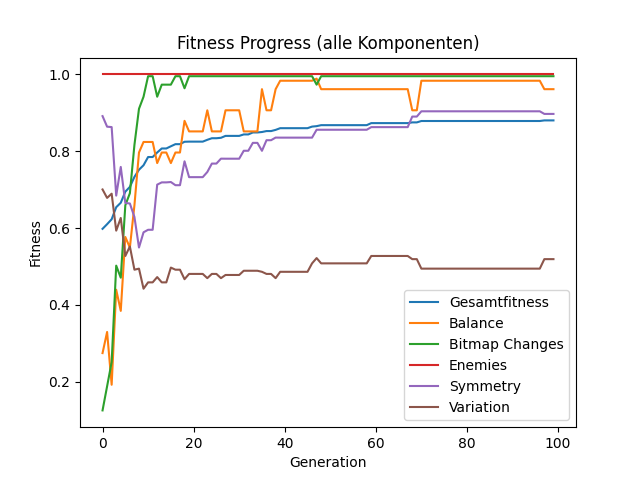 Fitness Progress (alle Komponenten)
Fitness
1.0
0.8
0.6
0.4
0.2
Gesamtfitness
Balance
Bitmap Changes
Enemies
Symmetry
Variation
0 20 40 60 80 100
Generation